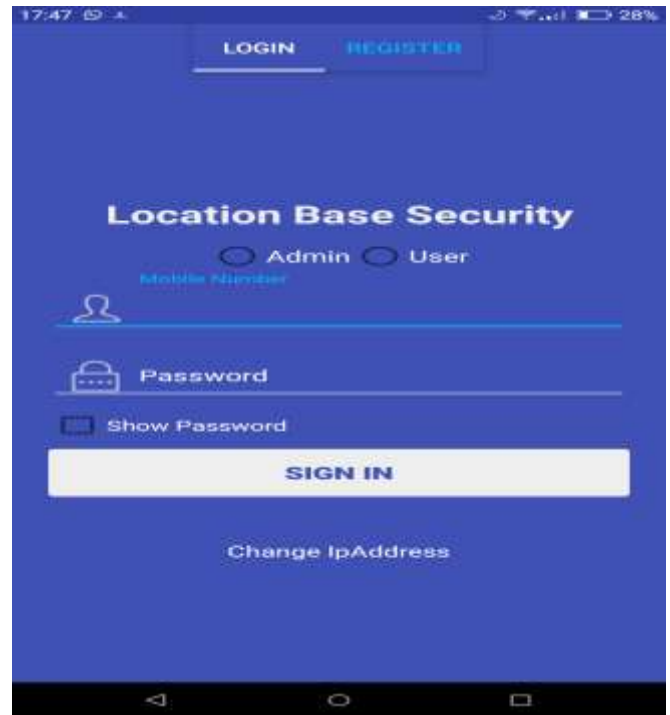 17:47 28%
LOGIN REGISTER
Location Base Security
Admin User
Mobile Number
Password
Show Password
SIGN IN
Change IpAddress